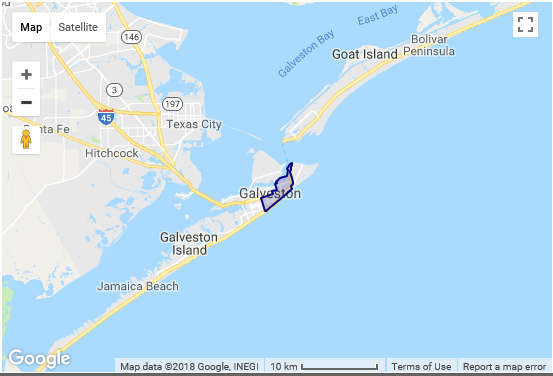 Map Satellite
146
East Bay
Galveston Bay
Bolivar
Peninsula
Goat Island
3
197
45
Texas City
Santa Fe
Hitchcock
Galveston
Galveston
Island
Jamaica Beach
Google
Map data ©2018 Google, INEGI 10 km Terms of Use Report a map error